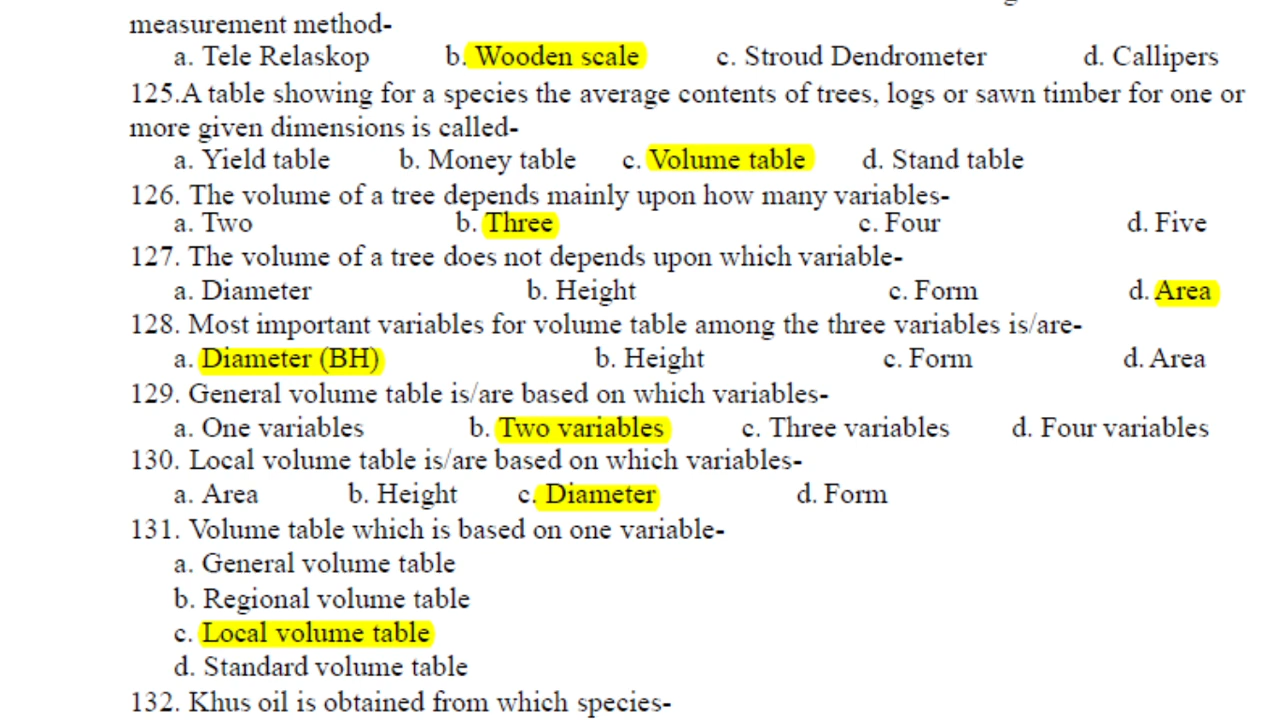 measurement method-
a. Tele Relaskop b. Wooden scale c. Stroud Dendrometer d. Callipers
125.A table showing for a species the average contents of trees, logs or sawn timber for one or
more given dimensions is called-
a. Yield table b. Money table c. Volume table d. Stand table
126. The volume of a tree depends mainly upon how many variables-
a. Two b. Three c. Four d. Five
127. The volume of a tree does not depends upon which variable-
a. Diameter b. Height c. Form d. Area
128. Most important variables for volume table among the three variables is/are-
a. Diameter (BH) b. Height c. Form d. Area
129. General volume table is/are based on which variables-
a. One variables b. Two variables c. Three variables d. Four variables
130. Local volume table is/are based on which variables-
a. Area b. Height c. Diameter d. Form
131. Volume table which is based on one variable-
a. General volume table
b. Regional volume table
c. Local volume table
d. Standard volume table
132. Khus oil is obtained from which species-